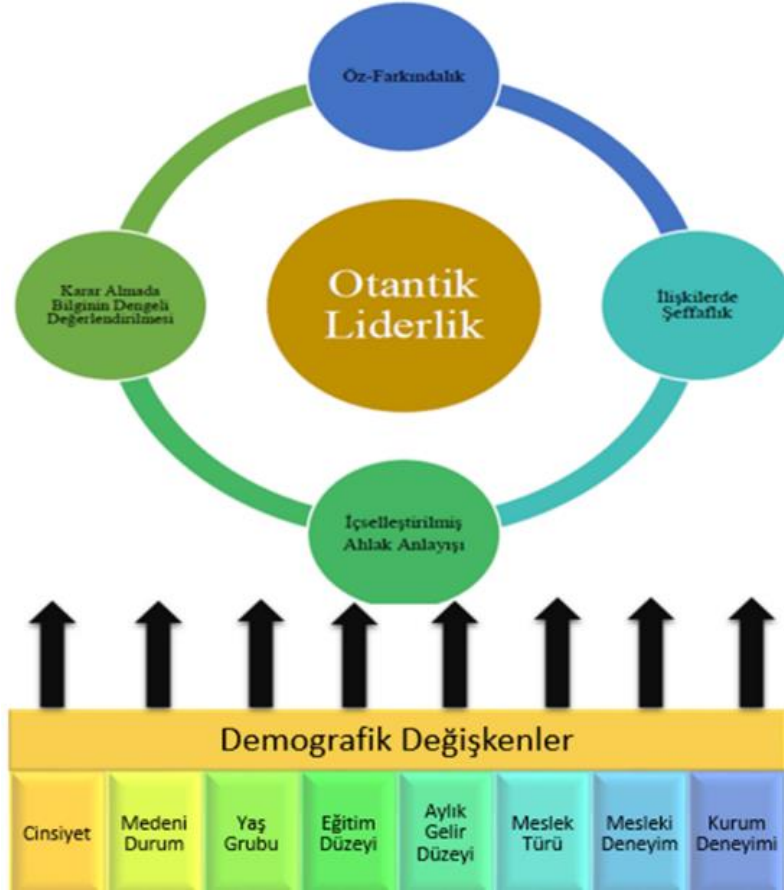 Öz-Farkındalık
Karar Almada
Bilginin Dengeli
Değerlendirilmesi
Otantik
Liderlik
İlişkilerde
Şeffaflık
İçselleştirilmiş
Ahlak Anlayışı
Demografik Değişkenler
Cinsiyet
Medeni
Durum
Yaş
Grubu
Eğitim
Düzeyi
Aylık
Gelir
Düzeyi
Meslek
Türü
Mesleki
Deneyim
Kurum
Deneyimi